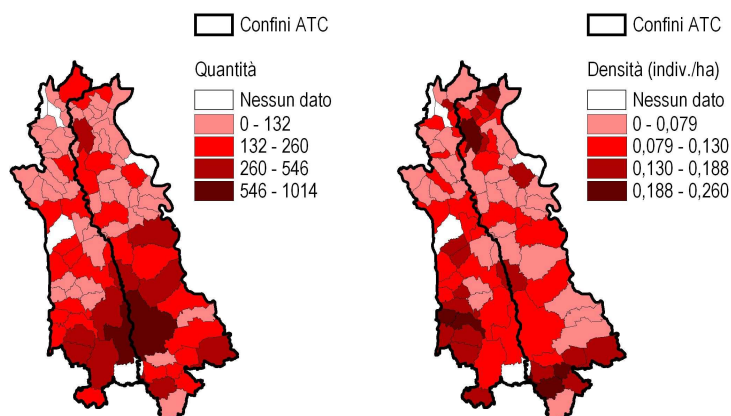 Confini ATC
Quantità
Nessun dato
0 - 132
132 - 260
260 - 546
546 - 1014
Confini ATC
Densità (indiv./ha)
Nessun dato
0 - 0,079
0,079 - 0,130
0,130 - 0,188
0,188 - 0,260